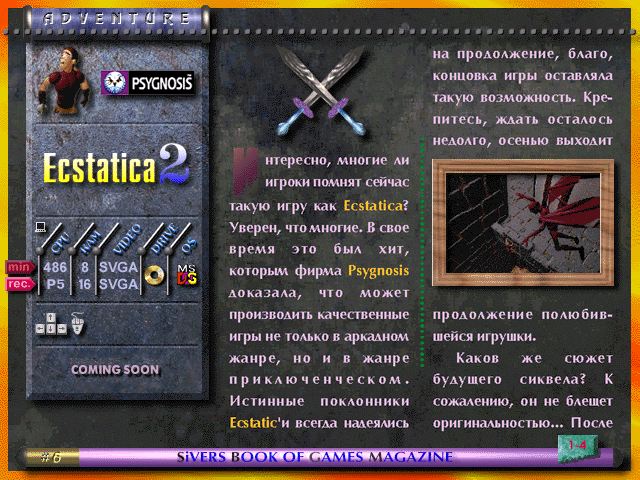 ADVENTURE
PSYGNOSIS
Ecstatica 2
CPU RAM VIDEO DRIVE OS
min 486 8 SVGA MS
rec. P5 16 SVGA DOS
COMING SOON
Интересно, многие ли
игроки помнят сейчас
такую игру как Ecstatica?
Уверен, что многие. В свое
время это был хит,
которым фирма Psygnosis
доказала, что может
производить качественные
игры не только в аркадном
жанре, но и в жанре
приключенческом.
Истинные поклонники
Ecstatic'и всегда надеялись
на продолжение, благо,
концовка игры оставляла
такую возможность. Кре-
питесь, ждать осталось
недолго, осенью выходит
продолжение полюбив-
шейся игрушки.
Каков же сюжет
будущего сиквела? К
сожалению, он не блещет
оригинальностью... После
1-4
#6
SiVERS BOOK OF GAMES MAGAZINE